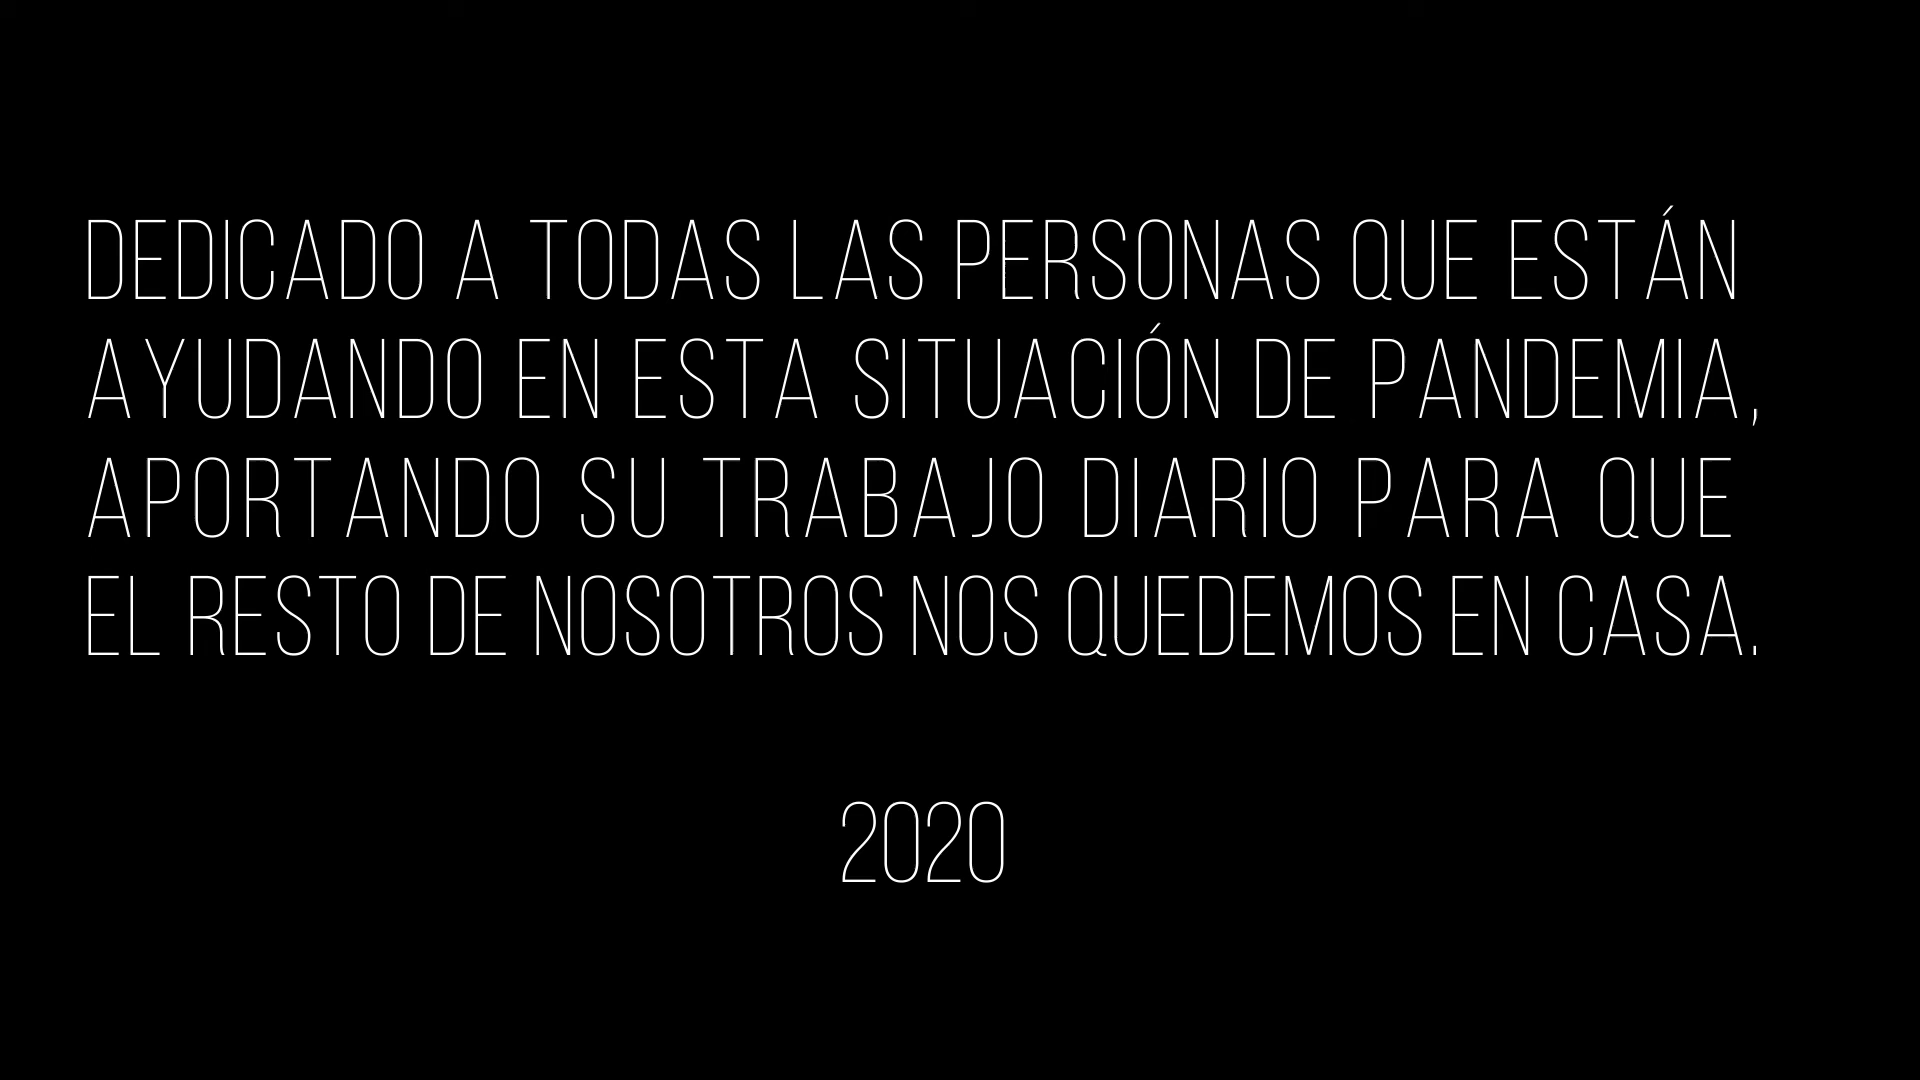 DEDICADO A TODAS LAS PERSONAS QUE ESTÁN
AYUDANDO EN ESTA SITUACIÓN DE PANDEMIA,
APORTANDO SU TRABAJO DIARIO PARA QUE
EL RESTO DE NOSOTROS NOS QUEDEMOS EN CASA.
2020